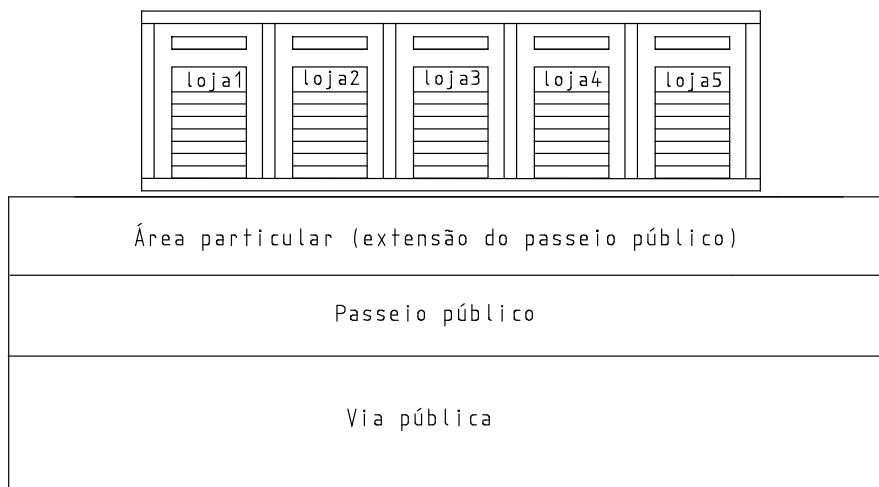 loja1 loja2 loja3 loja4 loja5
Área particular (extensão do passeio público)
Passeio público
Via pública